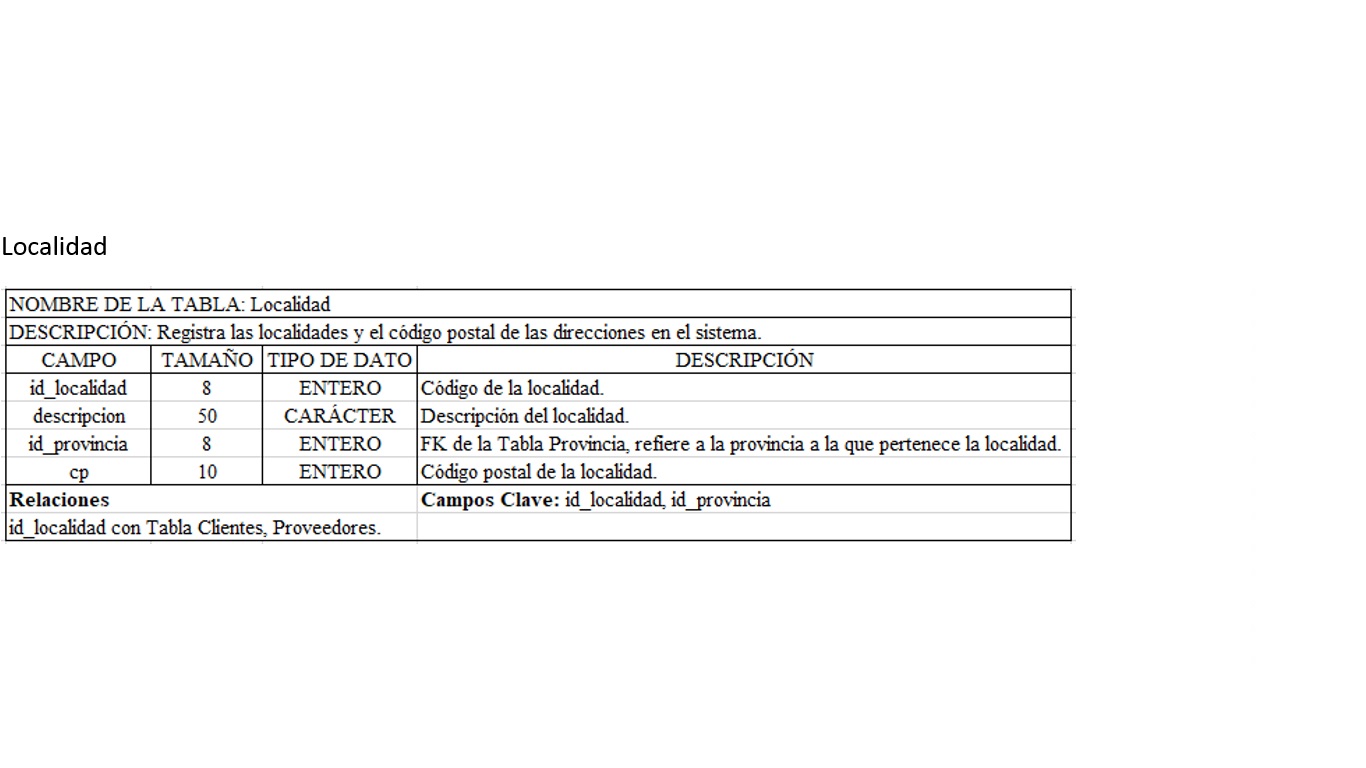 Localidad
NOMBRE DE LA TABLA: Localidad
DESCRIPCIÓN: Registra las localidades y el código postal de las direcciones en el sistema.
CAMPO TAMAÑO TIPO DE DATO DESCRIPCIÓN
id_localidad 8 ENTERO Código de la localidad.
descripcion 50 CARÁCTER Descripción del localidad.
id_provincia 8 ENTERO FK de la Tabla Provincia, refiere a la provincia a la que pertenece la localidad.
cp 10 ENTERO Código postal de la localidad.
Relaciones Campos Clave: id_localidad, id_provincia
id_localidad con Tabla Clientes, Proveedores.